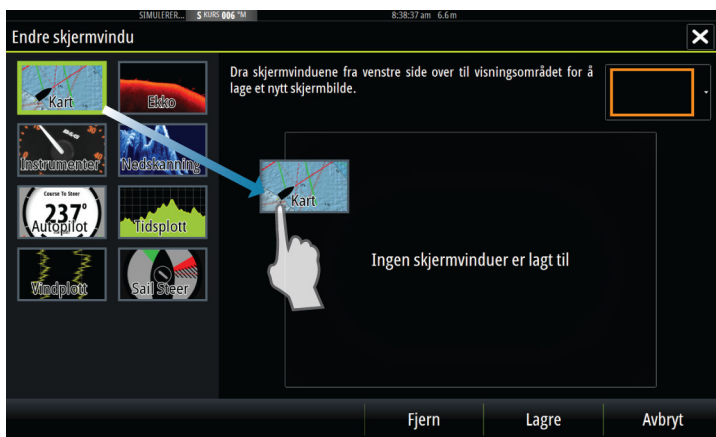 SIMULERER... S KURS 006 °M 8:38:37 am 6.6 m
Endre skjermvindu
Kart
Ekko
Instrumenter
Nedskanning
Course To Steer
237°
Autopilot
Tidsplott
Vindplott
Sail Steer
Dra skjermvinduene fra venstre side over til visningsområdet for å
lage et nytt skjermbilde.
Kart
Ingen skjermvinduer er lagt til
Fjern Lagre Avbryt